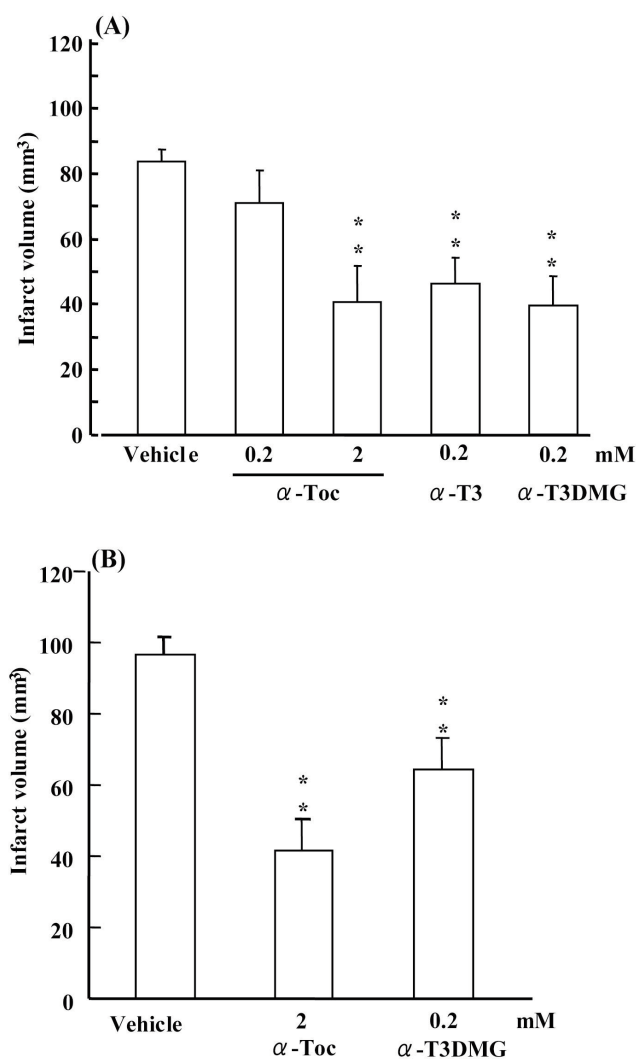 (A)
120
100
80
60
40
20
0
Infarct volume (mm³)
* * * *
* * * *
Vehicle 0.2 2 0.2 0.2 mM
α-Toc α-T3 α-T3DMG
(B)
120
100
80
60
40
20
0
Infarct volume (mm³)
* *
* *
Vehicle 2 0.2 mM
α-Toc α-T3DMG